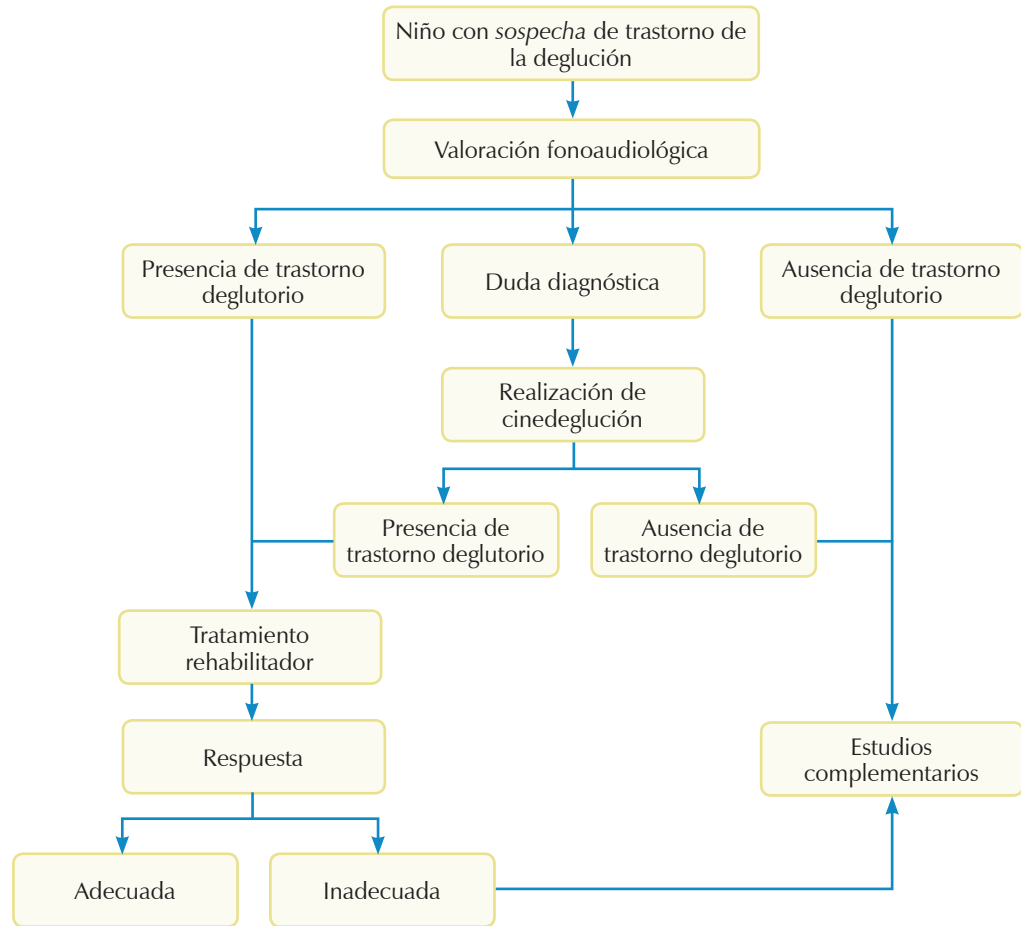 Niño con sospecha de trastorno de
la deglución
Valoración fonoaudiológica
Presencia de trastorno
deglutorio
Duda diagnóstica
Ausencia de trastorno
deglutorio
Realización de
cinedeglución
Presencia de
trastorno deglutorio
Ausencia de
trastorno deglutorio
Tratamiento
rehabilitador
Respuesta
Estudios
complementarios
Adecuada
Inadecuada